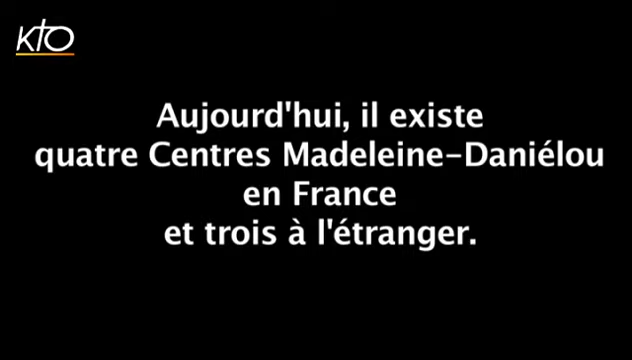 KTO
Aujourd'hui, il existe
quatre Centres Madeleine-Daniélou
en France
et trois à l'étranger.